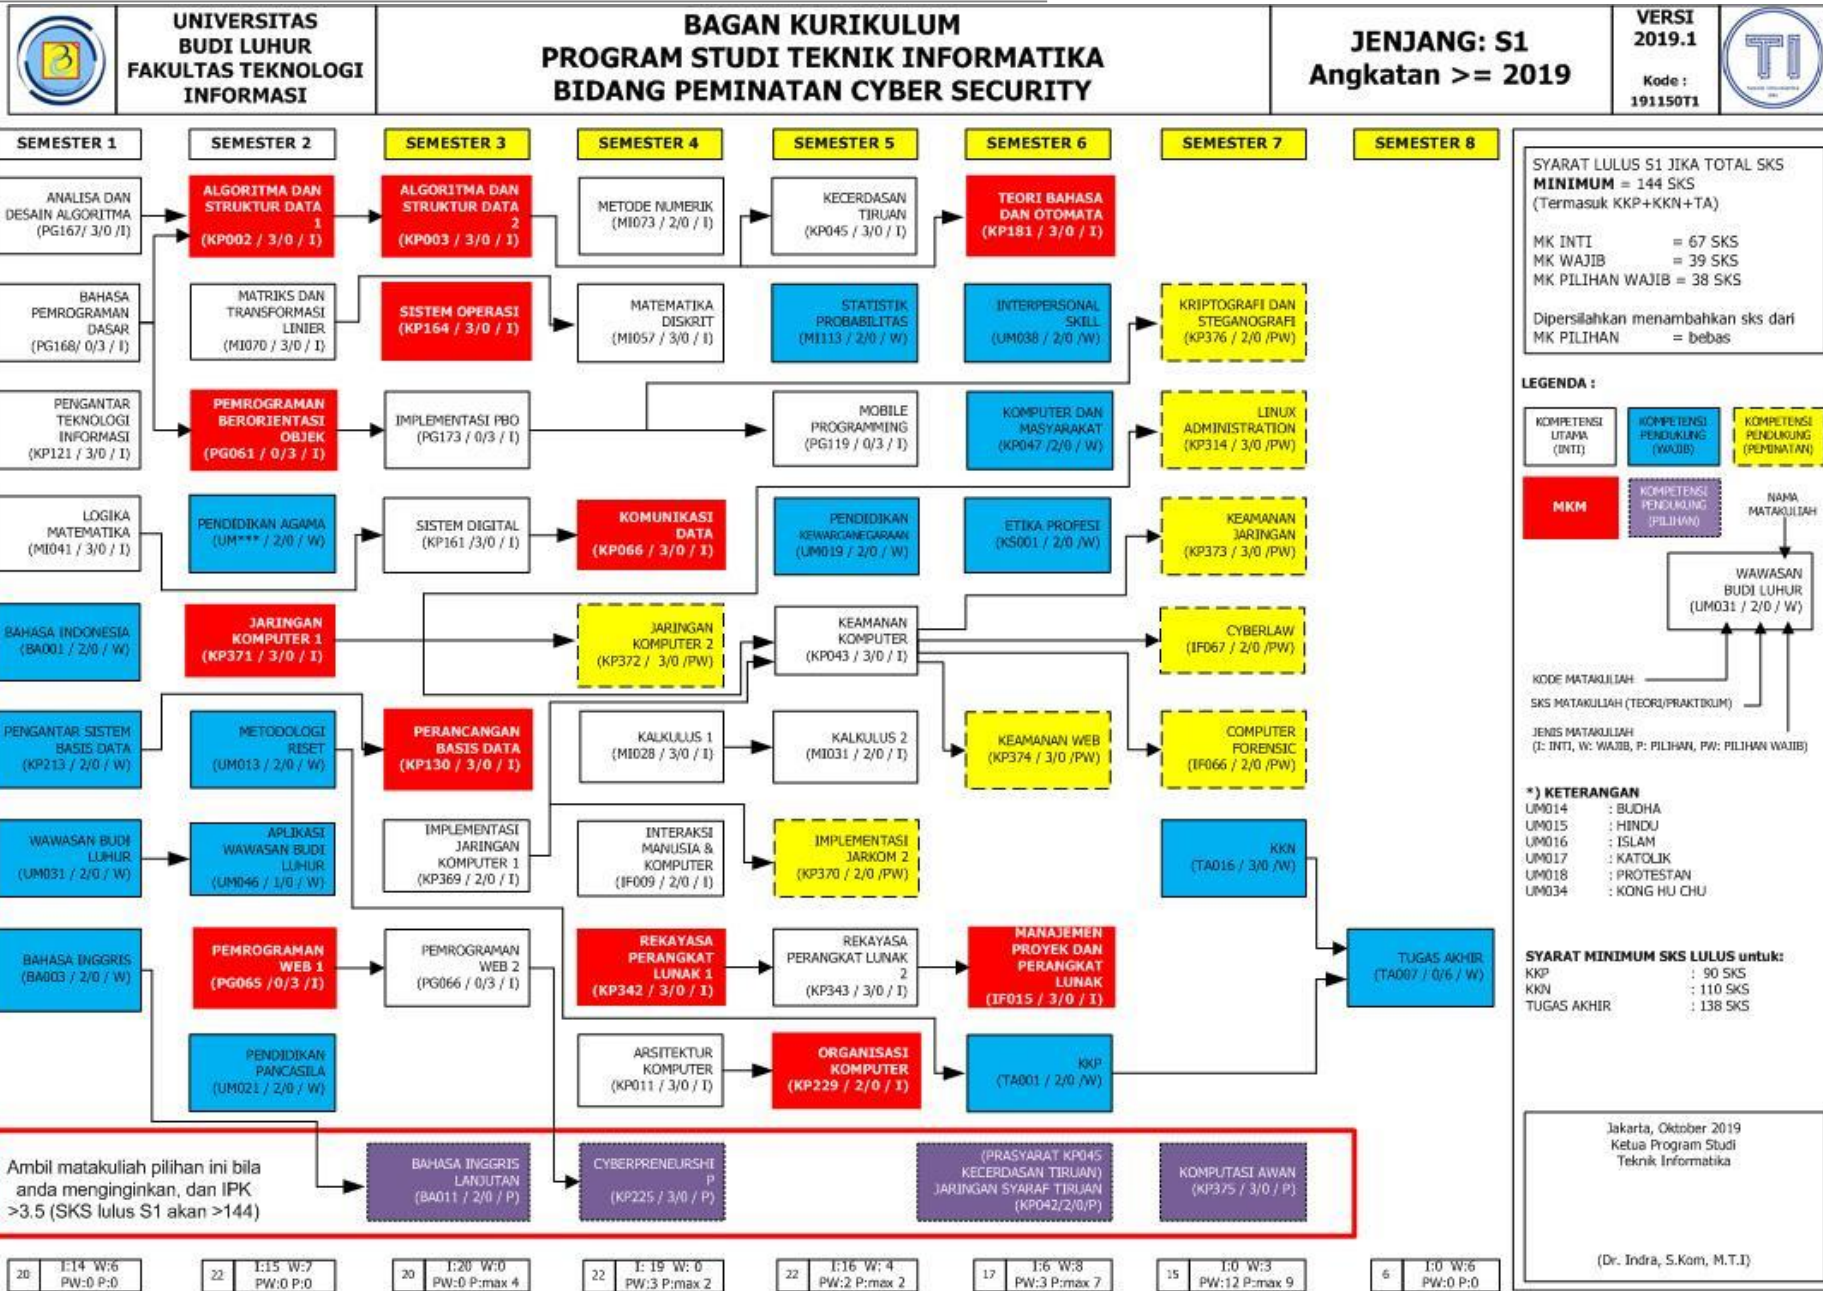 UNIVERSITAS
BUDI LUHUR
FAKULTAS TEKNOLOGI
INFORMASI
BAGAN KURIKULUM
PROGRAM STUDI TEKNIK INFORMATIKA
BIDANG PEMINATAN CYBER SECURITY
JENJANG: S1
Angkatan >= 2019
VERSI
2019.1
Kode :
191150T1
TI
SEMESTER 1
SEMESTER 2
SEMESTER 3
SEMESTER 4
SEMESTER 5
SEMESTER 6
SEMESTER 7
SEMESTER 8
ANALISA DAN
DESAIN ALGORITMA
(PG167/ 3/0 /I)
ALGORITMA DAN
STRUKTUR DATA
1
(KP002 / 3/0 / I)
ALGORITMA DAN
STRUKTUR DATA
2
(KP003 / 3/0 / I)
METODE NUMERIK
(MI073 / 2/0 / I)
KECERDASAN
TIRUAN
(KP045 / 3/0 / I)
TEORI BAHASA
DAN OTOMATA
(KP181 / 3/0 / I)
BAHASA
PEMROGRAMAN
DASAR
(PG168/ 0/3 / I)
MATRIKS DAN
TRANSFORMASI
LINIER
(MI070 / 3/0 / I)
SISTEM OPERASI
(KP164 / 3/0 / I)
MATEMATIKA
DISKRIT
(MI057 / 3/0 / I)
STATISTIK
PROBABILITAS
(MI113 / 2/0 / W)
INTERPERSONAL
SKILL
(UM038 / 2/0 /W)
KRIPTOGRAFI DAN
STEGANOGRAFI
(KP376 / 2/0 /PW)
PENGANTAR
TEKNOLOGI
INFORMASI
(KP121 / 3/0 / I)
PEMROGRAMAN
BERORIENTASI
OBJEK
(PG061 / 0/3 / I)
IMPLEMENTASI PBO
(PG173 / 0/3 / I)
MOBILE
PROGRAMMING
(PG119 / 0/3 / I)
KOMPUTER DAN
MASYARAKAT
(KP047 /2/0 / W)
LINUX
ADMINISTRATION
(KP314 / 3/0 /PW)
LOGIKA
MATEMATIKA
(MI041 / 3/0 / I)
PENDIDIKAN AGAMA
(UM*** / 2/0 / W)
SISTEM DIGITAL
(KP161 /3/0 / I)
KOMUNIKASI
DATA
(KP066 / 3/0 / I)
PENDIDIKAN
KEWARGANEGARAAN
(UM019 / 2/0 / W)
ETIKA PROFESI
(KS001 / 2/0 /W)
KEAMANAN
JARINGAN
(KP373 / 3/0 /PW)
BAHASA INDONESIA
(BA001 / 2/0 / W)
JARINGAN
KOMPUTER 1
(KP371 / 3/0 / I)
JARINGAN
KOMPUTER 2
(KP372 / 3/0 /PW)
KEAMANAN
KOMPUTER
(KP043 / 3/0 / I)
CYBERLAW
(IF067 / 2/0 /PW)
PENGANTAR SISTEM
BASIS DATA
(KP213 / 2/0 / W)
METODOLOGI
RISET
(UM013 / 2/0 / W)
PERANCANGAN
BASIS DATA
(KP130 / 3/0 / I)
KALKULUS 1
(MI028 / 3/0 / I)
KALKULUS 2
(MI031 / 2/0 / I)
KEAMANAN WEB
(KP374 / 3/0 /PW)
COMPUTER
FORENSIC
(IF066 / 2/0 /PW)
WAWASAN BUDI
LUHUR
(UM031 / 2/0 / W)
APLIKASI
WAWASAN BUDI
LUHUR
(UM046 / 1/0 / W)
IMPLEMENTASI
JARINGAN
KOMPUTER 1
(KP369 / 2/0 / I)
INTERAKSI
MANUSIA &
KOMPUTER
(IF009 / 2/0 / I)
IMPLEMENTASI
JARKOM 2
(KP370 / 2/0 /PW)
KKN
(TA016 / 3/0 /W)
BAHASA INGGRIS
(BA003 / 2/0 / W)
PEMROGRAMAN
WEB 1
(PG065 /0/3 /I)
PEMROGRAMAN
WEB 2
(PG066 / 0/3 / I)
REKAYASA
PERANGKAT
LUNAK 1
(KP342 / 3/0 / I)
REKAYASA
PERANGKAT LUNAK
2
(KP343 / 3/0 / I)
MANAJEMEN
PROYEK DAN
PERANGKAT
LUNAK
(IF015 / 3/0 / I)
TUGAS AKHIR
(TA007 / 0/6 / W)
PENDIDIKAN
PANCASILA
(UM021 / 2/0 / W)
ARSITEKTUR
KOMPUTER
(KP011 / 3/0 / I)
ORGANISASI
KOMPUTER
(KP229 / 2/0 / I)
KKP
(TA001 / 2/0 /W)
Ambil matakuliah pilihan ini bila
anda menginginkan, dan IPK
>3.5 (SKS lulus S1 akan >144)
BAHASA INGGRIS
LANJUTAN
(BA011 / 2/0 / P)
CYBERPRENEURSHI
P
(KP225 / 3/0 / P)
(PRASYARAT KP045
KECERDASAN TIRUAN)
JARINGAN SYARAF TIRUAN
(KP042/2/0/P)
KOMPUTASI AWAN
(KP375 / 3/0 / P)
20
I:14 W:6
PW:0 P:0
22
I:15 W:7
PW:0 P:0
20
I:20 W:0
PW:0 P:max 4
22
I: 19 W: 0
PW:3 P:max 2
22
I:16 W: 4
PW:2 P:max 2
17
I:6 W:8
PW:3 P:max 7
15
I:0 W:3
PW:12 P:max 9
6
I:0 W:6
PW:0 P:0
SYARAT LULUS S1 JIKA TOTAL SKS
MINIMUM = 144 SKS
(Termasuk KKP+KKN+TA)
MK INTI = 67 SKS
MK WAJIB = 39 SKS
MK PILIHAN WAJIB = 38 SKS
Dipersilahkan menambahkan sks dari
MK PILIHAN = bebas
LEGENDA :
KOMPETENSI
UTAMA
(INTI)
KOMPETENSI
PENDUKUNG
(WAJIB)
KOMPETENSI
PENDUKUNG
(PEMINATAN)
MKM
KOMPETENSI
PENDUKUNG
(PILIHAN)
NAMA
MATAKULIAH
WAWASAN
BUDI LUHUR
(UM031 / 2/0 / W)
KODE MATAKULIAH
SKS MATAKULIAH (TEORI/PRAKTIKUM)
JENIS MATAKULIAH
(I: INTI, W: WAJIB, P: PILIHAN, PW: PILIHAN WAJIB)
*) KETERANGAN
UM014 : BUDHA
UM015 : HINDU
UM016 : ISLAM
UM017 : KATOLIK
UM018 : PROTESTAN
UM034 : KONG HU CHU
SYARAT MINIMUM SKS LULUS untuk:
KKP : 90 SKS
KKN : 110 SKS
TUGAS AKHIR : 138 SKS
Jakarta, Oktober 2019
Ketua Program Studi
Teknik Informatika
(Dr. Indra, S.Kom, M.T.I)